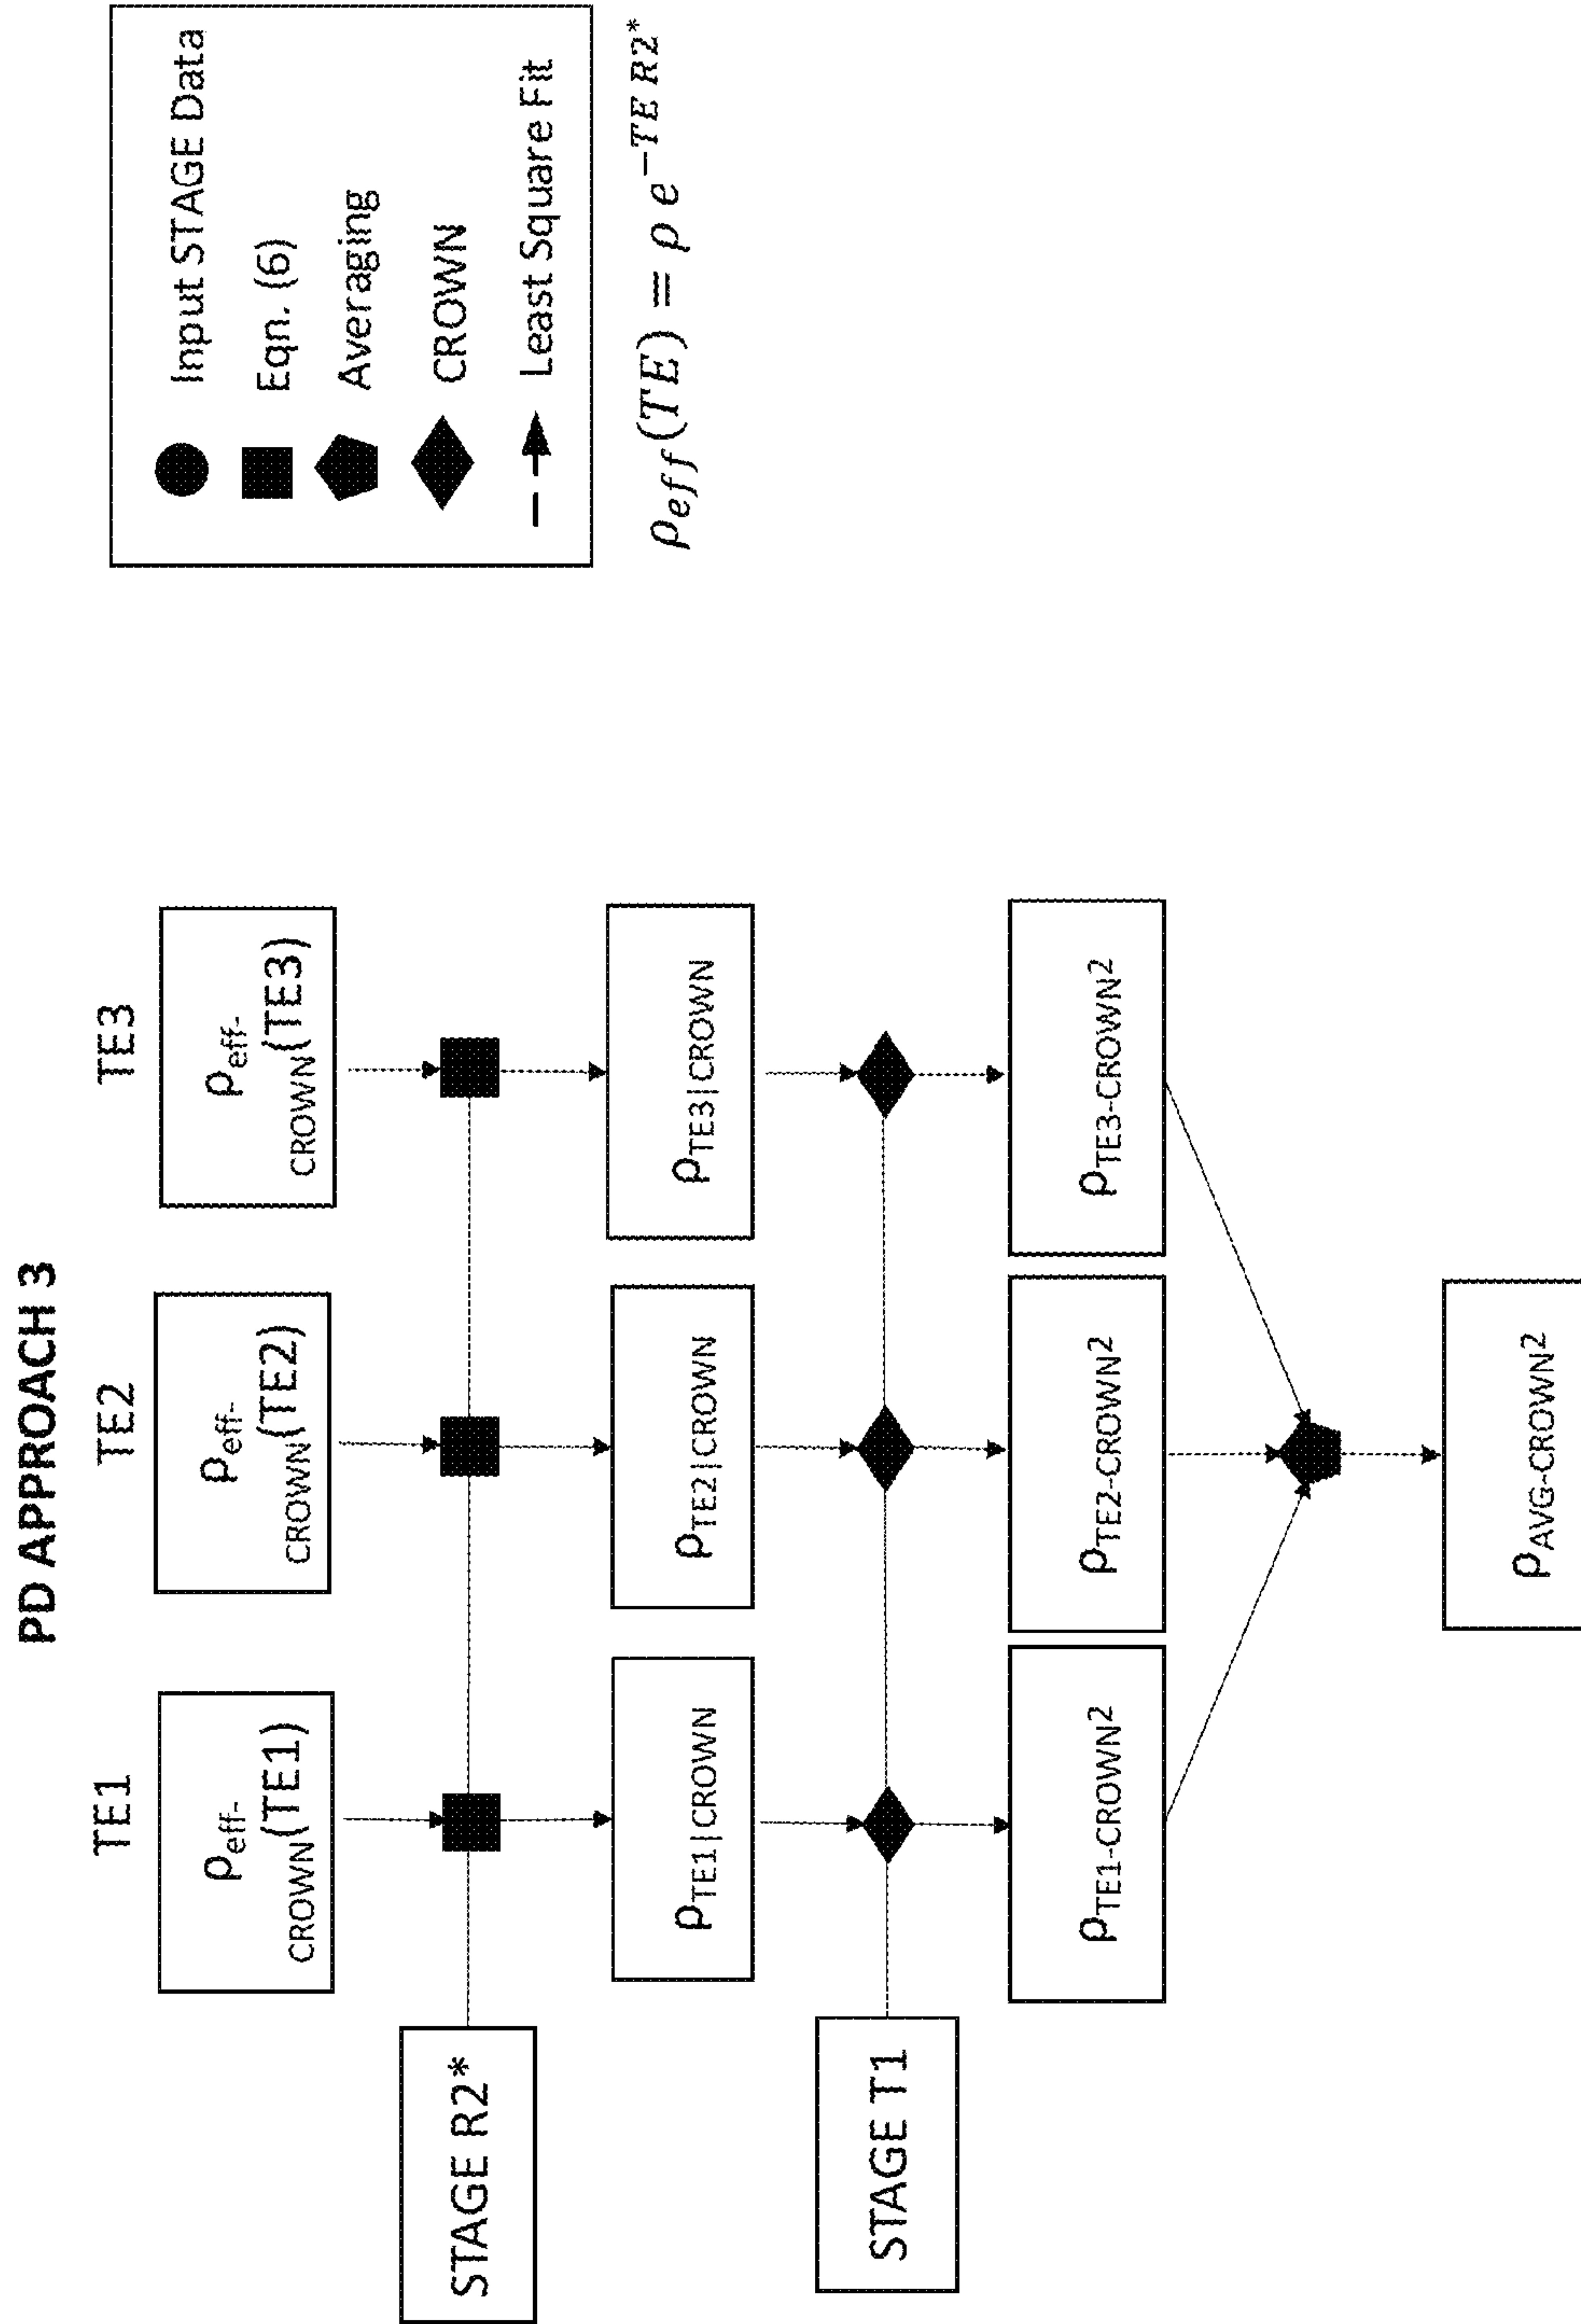 PD APPROACH 3
TE1 TE2 TE3
ρeff-
CROWN(TE1)
ρeff-
CROWN(TE2)
ρeff-
CROWN(TE3)
STAGE R2*
ρTE1|CROWN
ρTE2|CROWN
ρTE3|CROWN
STAGE T1
ρTE1-CROWN²
ρTE2-CROWN²
ρTE3-CROWN²
ρAVG-CROWN²
Input STAGE Data
Eqn. (6)
Averaging
CROWN
Least Square Fit
ρeff(TE) = ρ e^−TE R2*